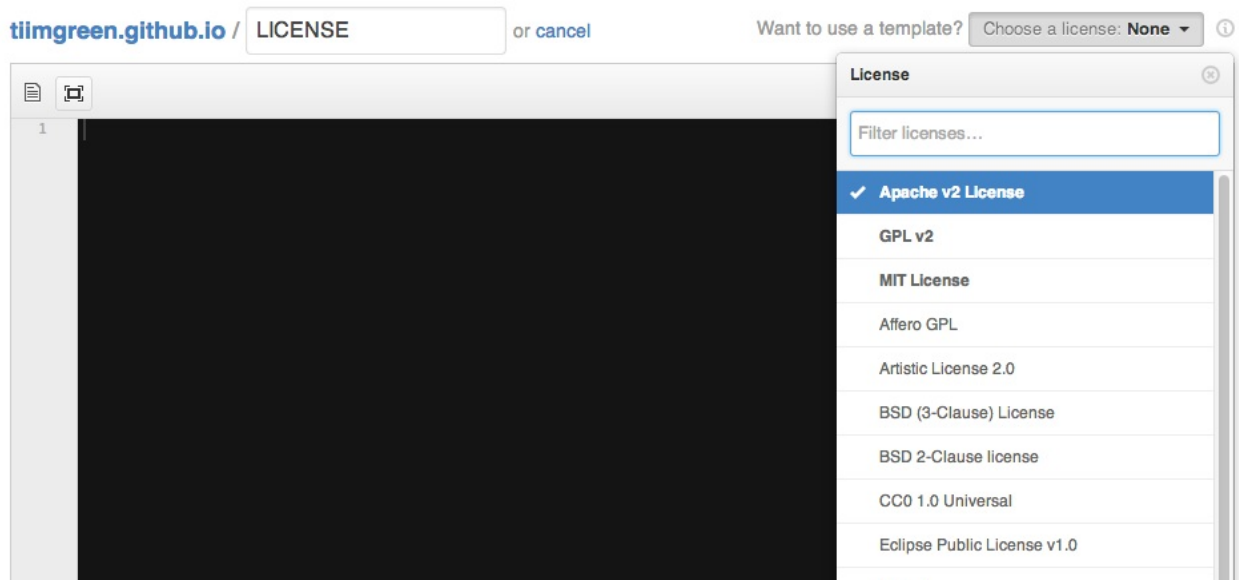 tiimgreen.github.io / LICENSE or cancel Want to use a template? Choose a license: None
License
Filter licenses…
1
Apache v2 License
GPL v2
MIT License
Affero GPL
Artistic License 2.0
BSD (3-Clause) License
BSD 2-Clause license
CC0 1.0 Universal
Eclipse Public License v1.0